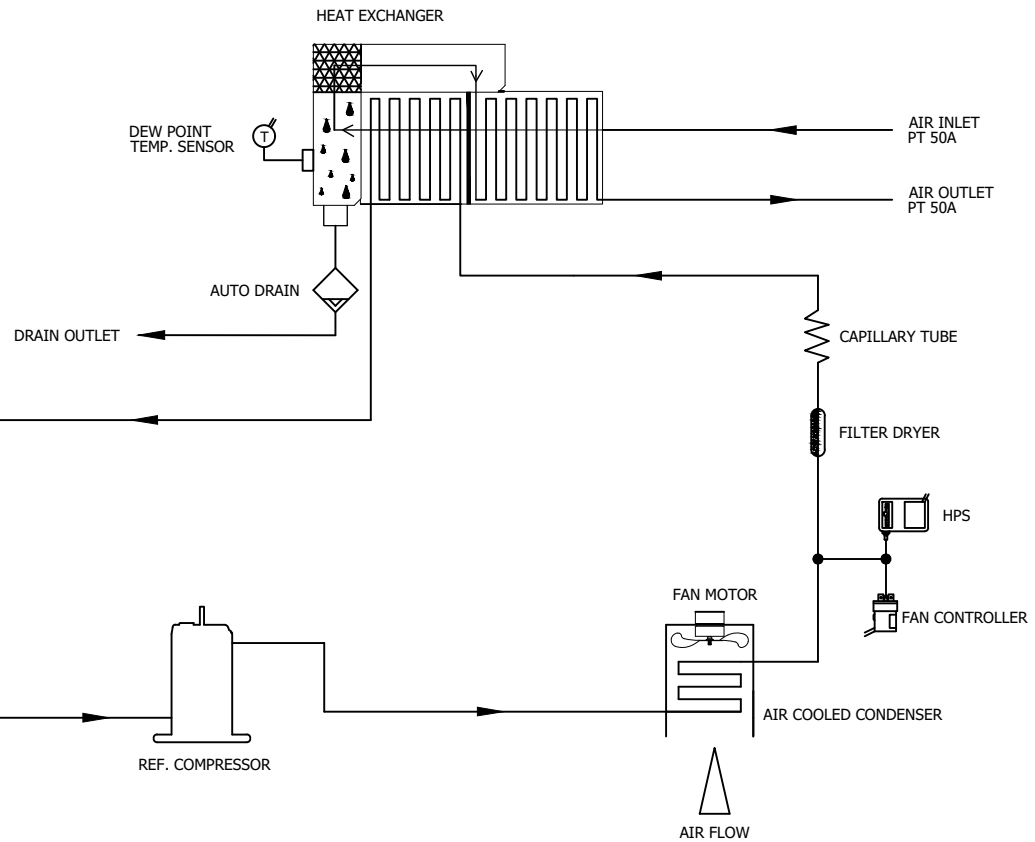 HEAT EXCHANGER
DEW POINT
TEMP. SENSOR
T
AIR INLET
PT 50A
AIR OUTLET
PT 50A
AUTO DRAIN
DRAIN OUTLET
CAPILLARY TUBE
FILTER DRYER
HPS
FAN MOTOR
FAN CONTROLLER
AIR COOLED CONDENSER
REF. COMPRESSOR
AIR FLOW